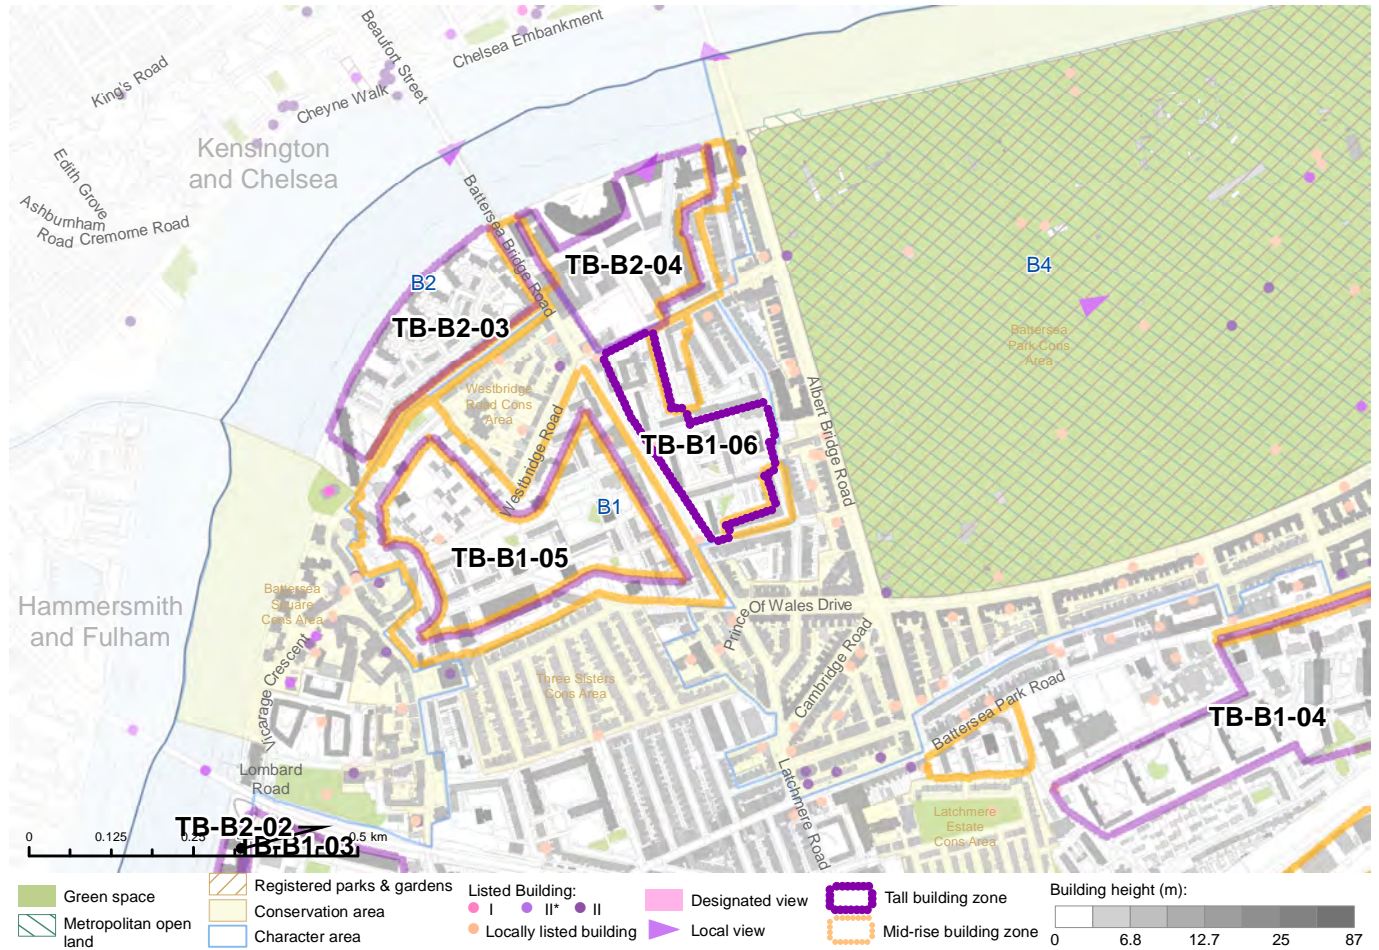 Beaufort Street
Chelsea Embankment
King's Road
Cheyne Walk
Kensington
and Chelsea
Edith Grove
Ashburnham
Road
Cremorne Road
Battersea Bridge Road
TB-B2-04
B2
B4
TB-B2-03
Battersea
Park Cons
Area
Westbridge
Road Cons
Area
Albert Bridge Road
Westbridge Road
TB-B1-06
B1
TB-B1-05
Hammersmith
and Fulham
Battersea
Square
Cons Area
Prince
Of Wales Drive
Vicarage Crescent
Three Sisters
Cons Area
Cambridge Road
Battersea Park Road
TB-B1-04
Lombard
Road
Latchmere Road
Latchmere
Estate
Cons Area
TB-B2-02
TB-B1-03
0 0.125 0.25 0.5 km
Green space
Metropolitan open
land
Registered parks & gardens
Conservation area
Character area
Listed Building:
I II* II
Locally listed building
Designated view
Local view
Tall building zone
Mid-rise building zone
Building height (m):
0 6.8 12.7 25 87